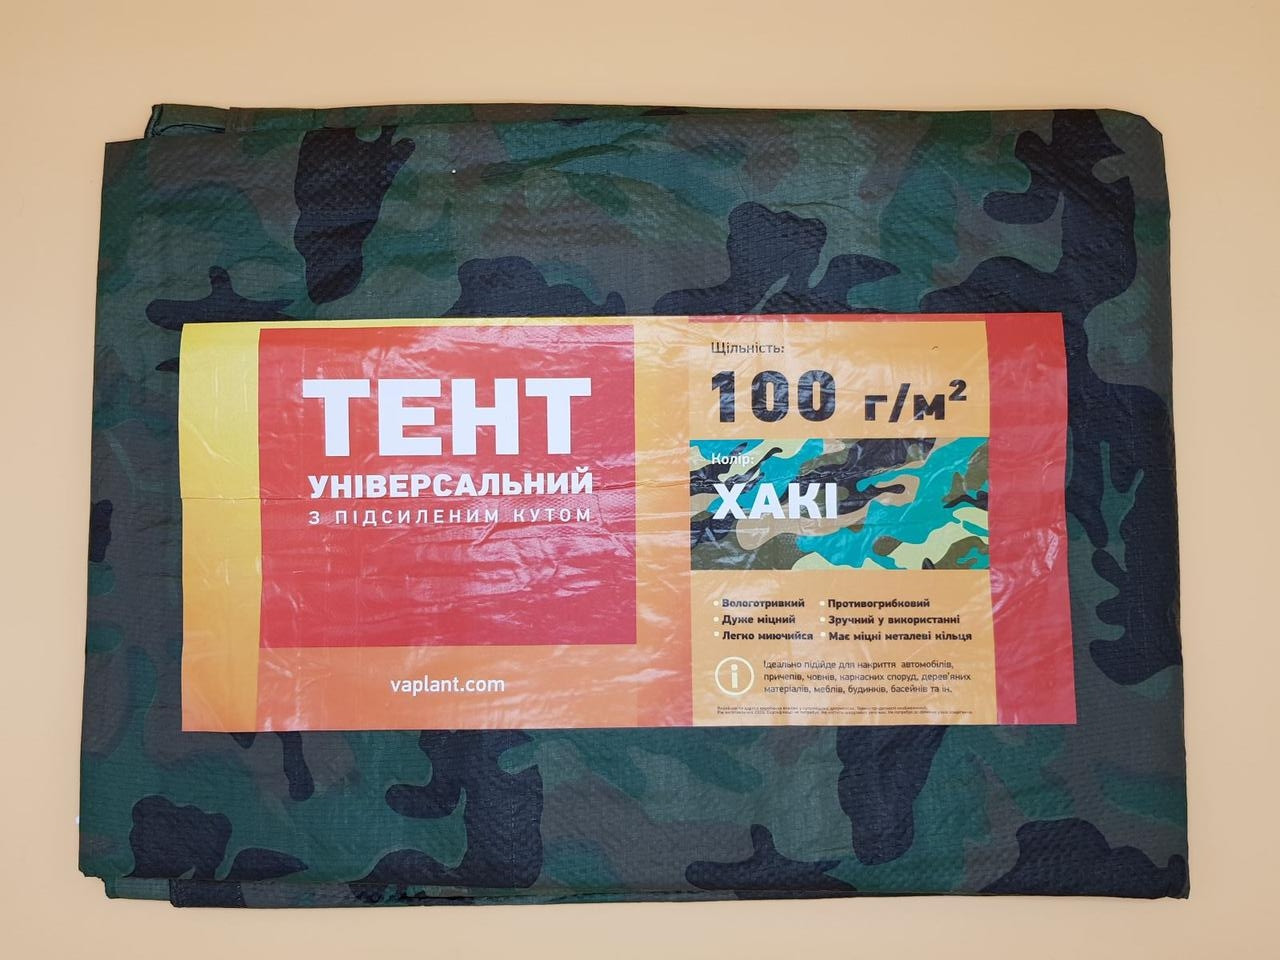 ТЕНТ
УНІВЕРСАЛЬНИЙ
З ПІДСИЛЕНИМ КУТОМ
vaplant.com
Щільність:
100 г/м²
Колір:
ХАКІ
• Вологотривкий
• Дуже міцний
• Легко миючийся
• Противогрибковий
• Зручний у використанні
• Має міцні металеві кільця
i
Ідеально підійде для накриття автомобілів,
причепів, човнів, каркасних споруд, дерев'яних
матеріалів, меблів, будинків, басейнів та ін.